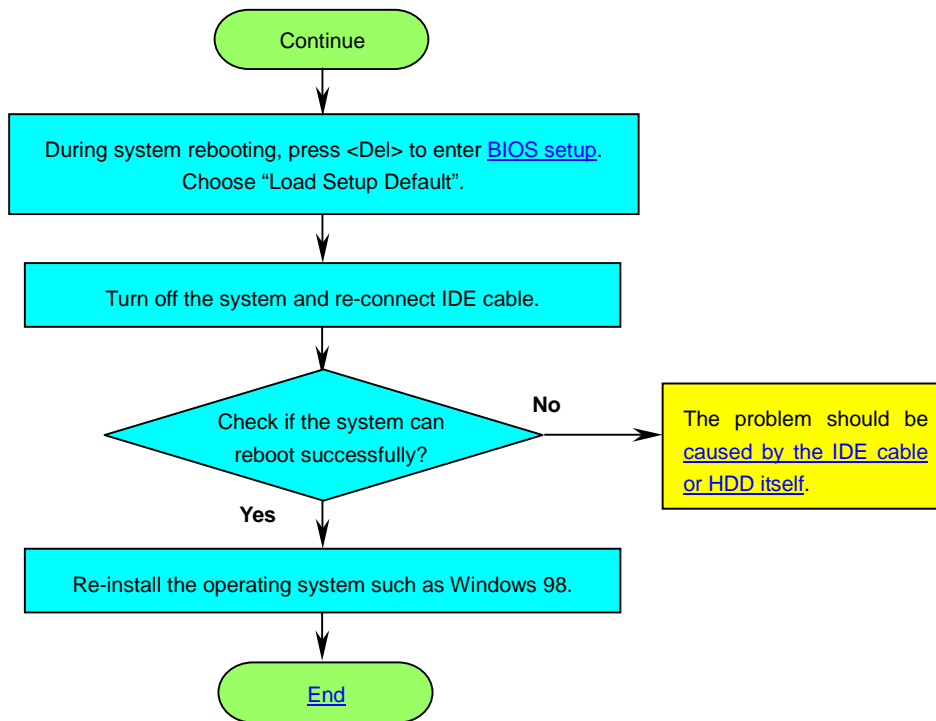 Continue
During system rebooting, press <Del> to enter BIOS setup.
Choose “Load Setup Default”.
Turn off the system and re-connect IDE cable.
Check if the system can
reboot successfully?
No
The problem should be
caused by the IDE cable
or HDD itself.
Yes
Re-install the operating system such as Windows 98.
End